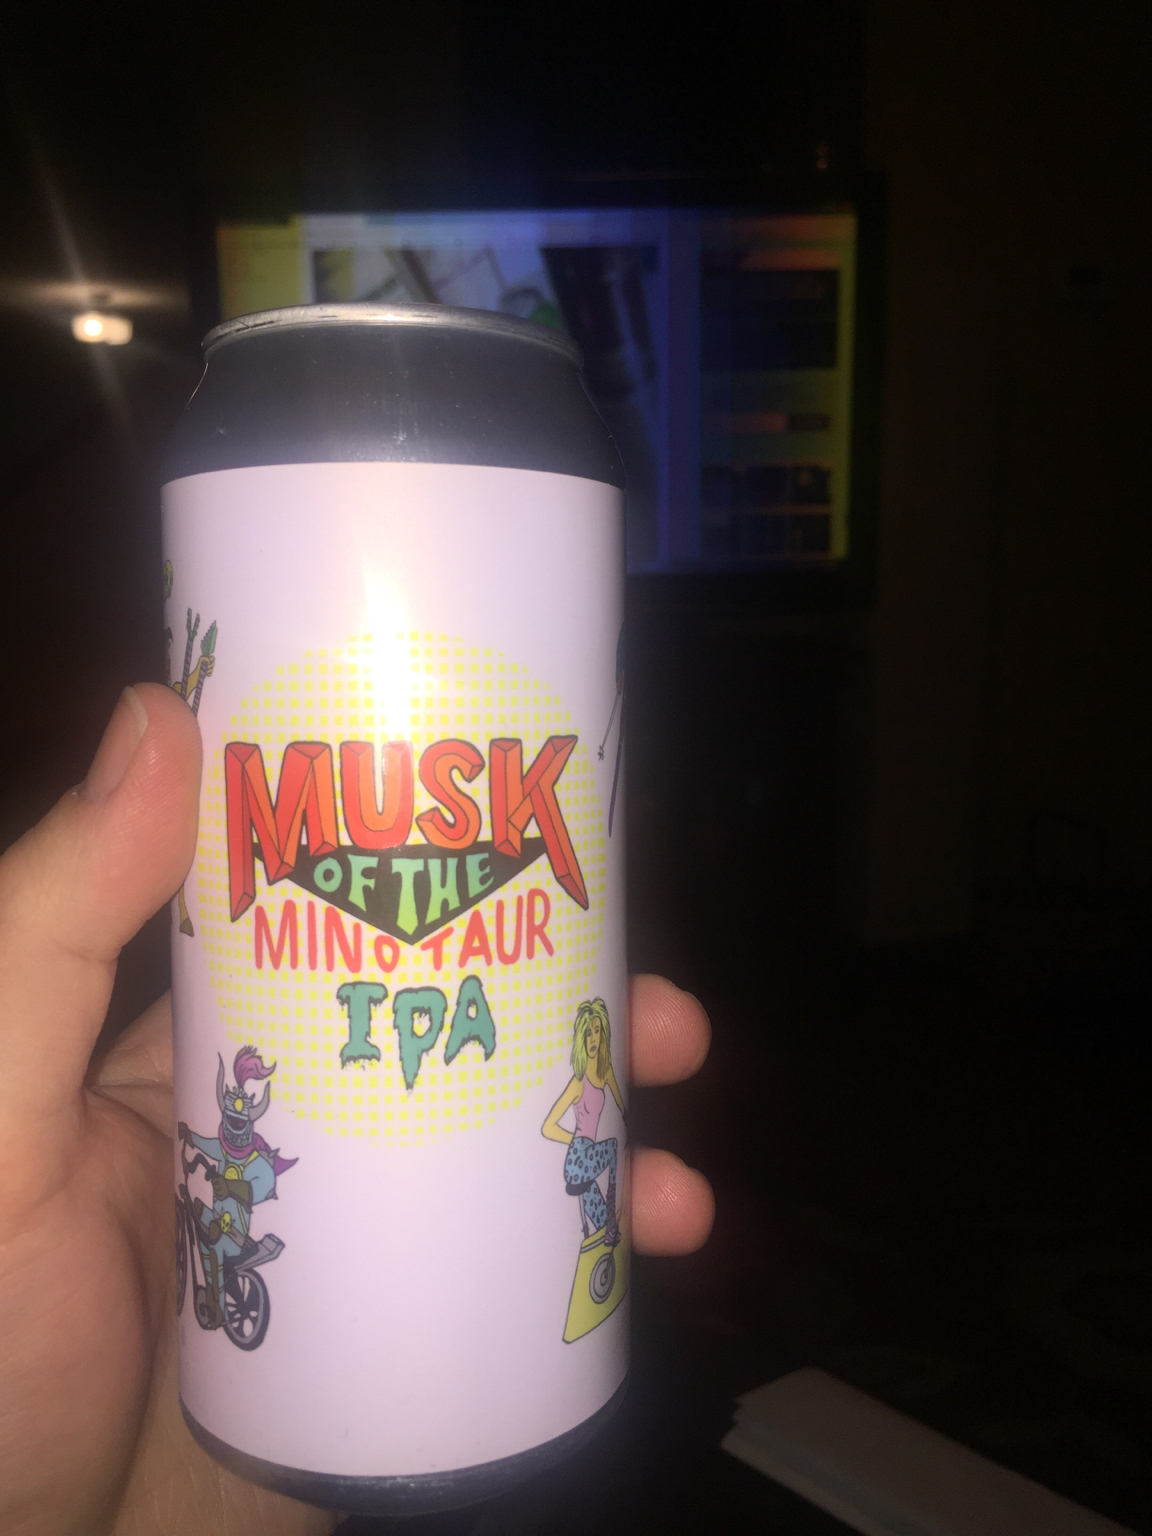 MUSK
OF THE
MINOTAUR
IPA